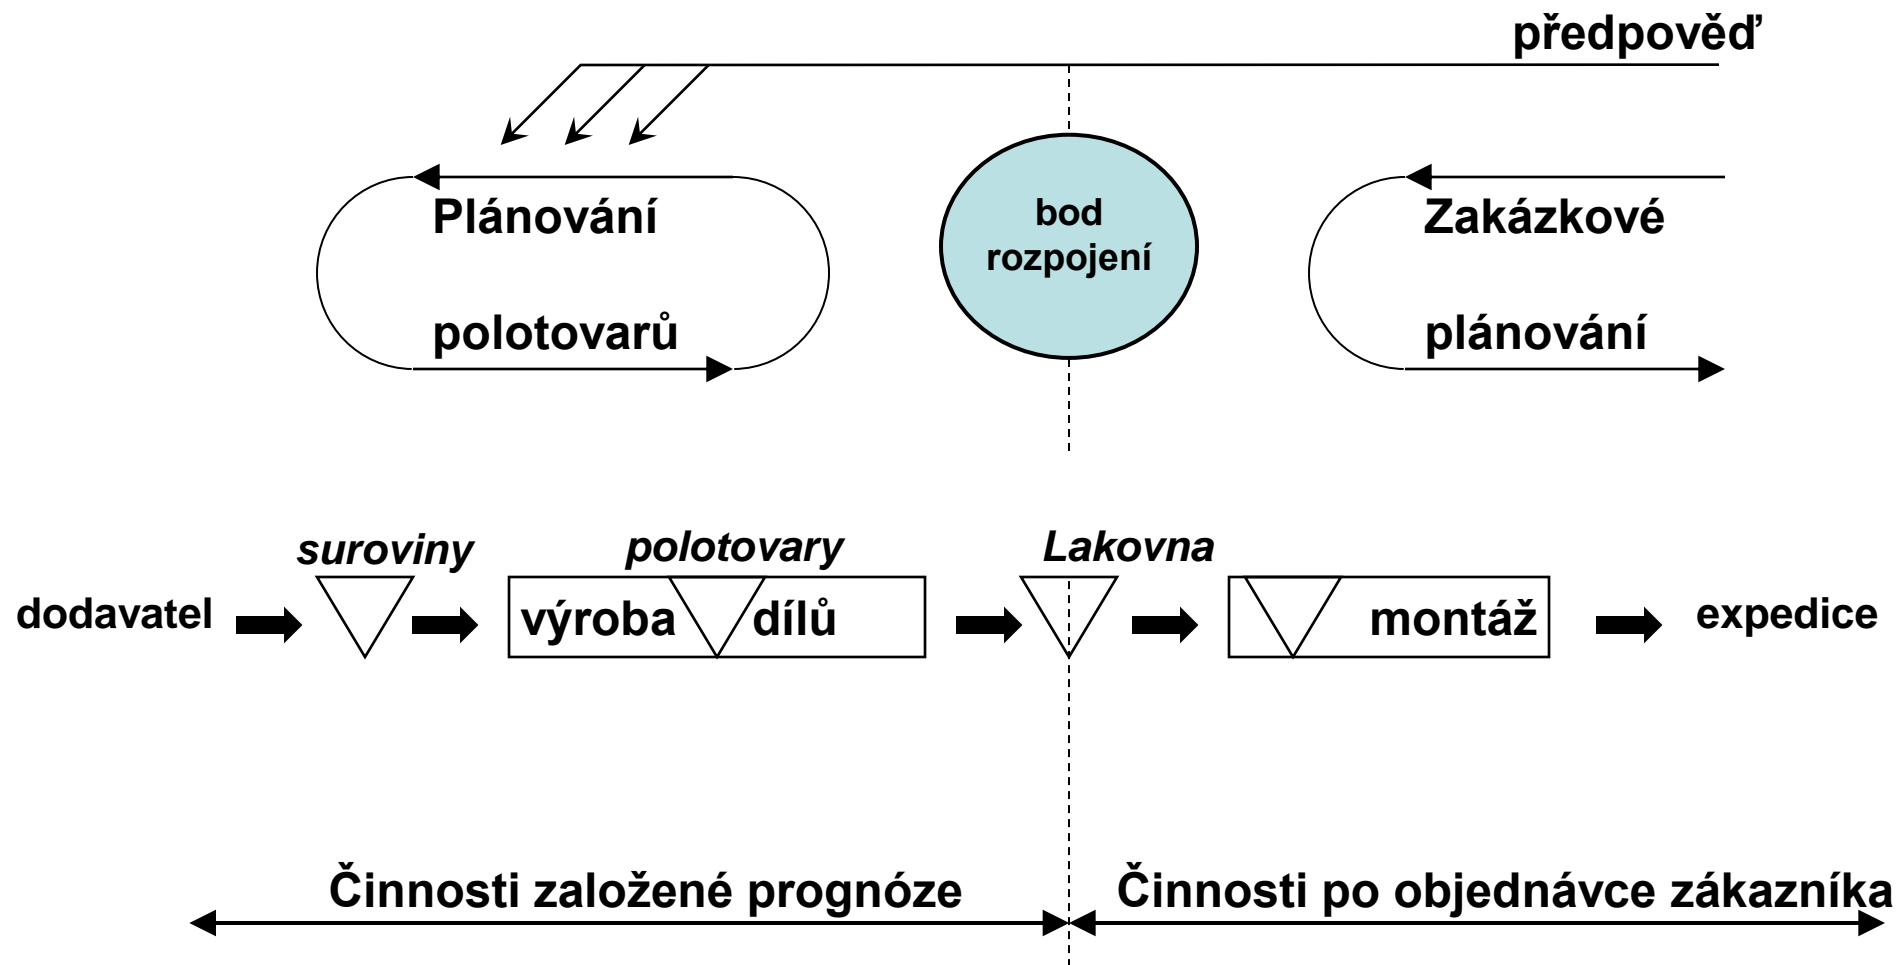 předpověď
Plánování
polotovarů
bod
rozpojení
Zakázkové
plánování
suroviny
polotovary
Lakovna
dodavatel
výroba dílů
montáž
expedice
Činnosti založené prognóze
Činnosti po objednávce zákazníka